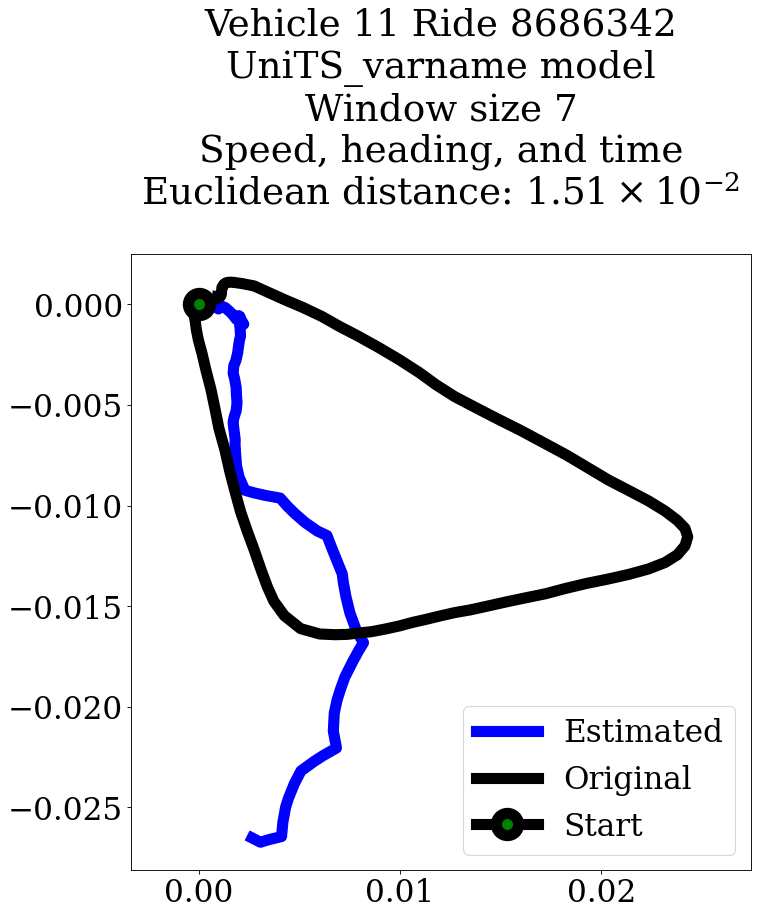 Vehicle 11 Ride 8686342
UniTS_varname model
Window size 7
Speed, heading, and time
Euclidean distance: 1.51 × 10⁻²
0.000
−0.005
−0.010
−0.015
−0.020
−0.025
Estimated
Original
Start
0.00 0.01 0.02